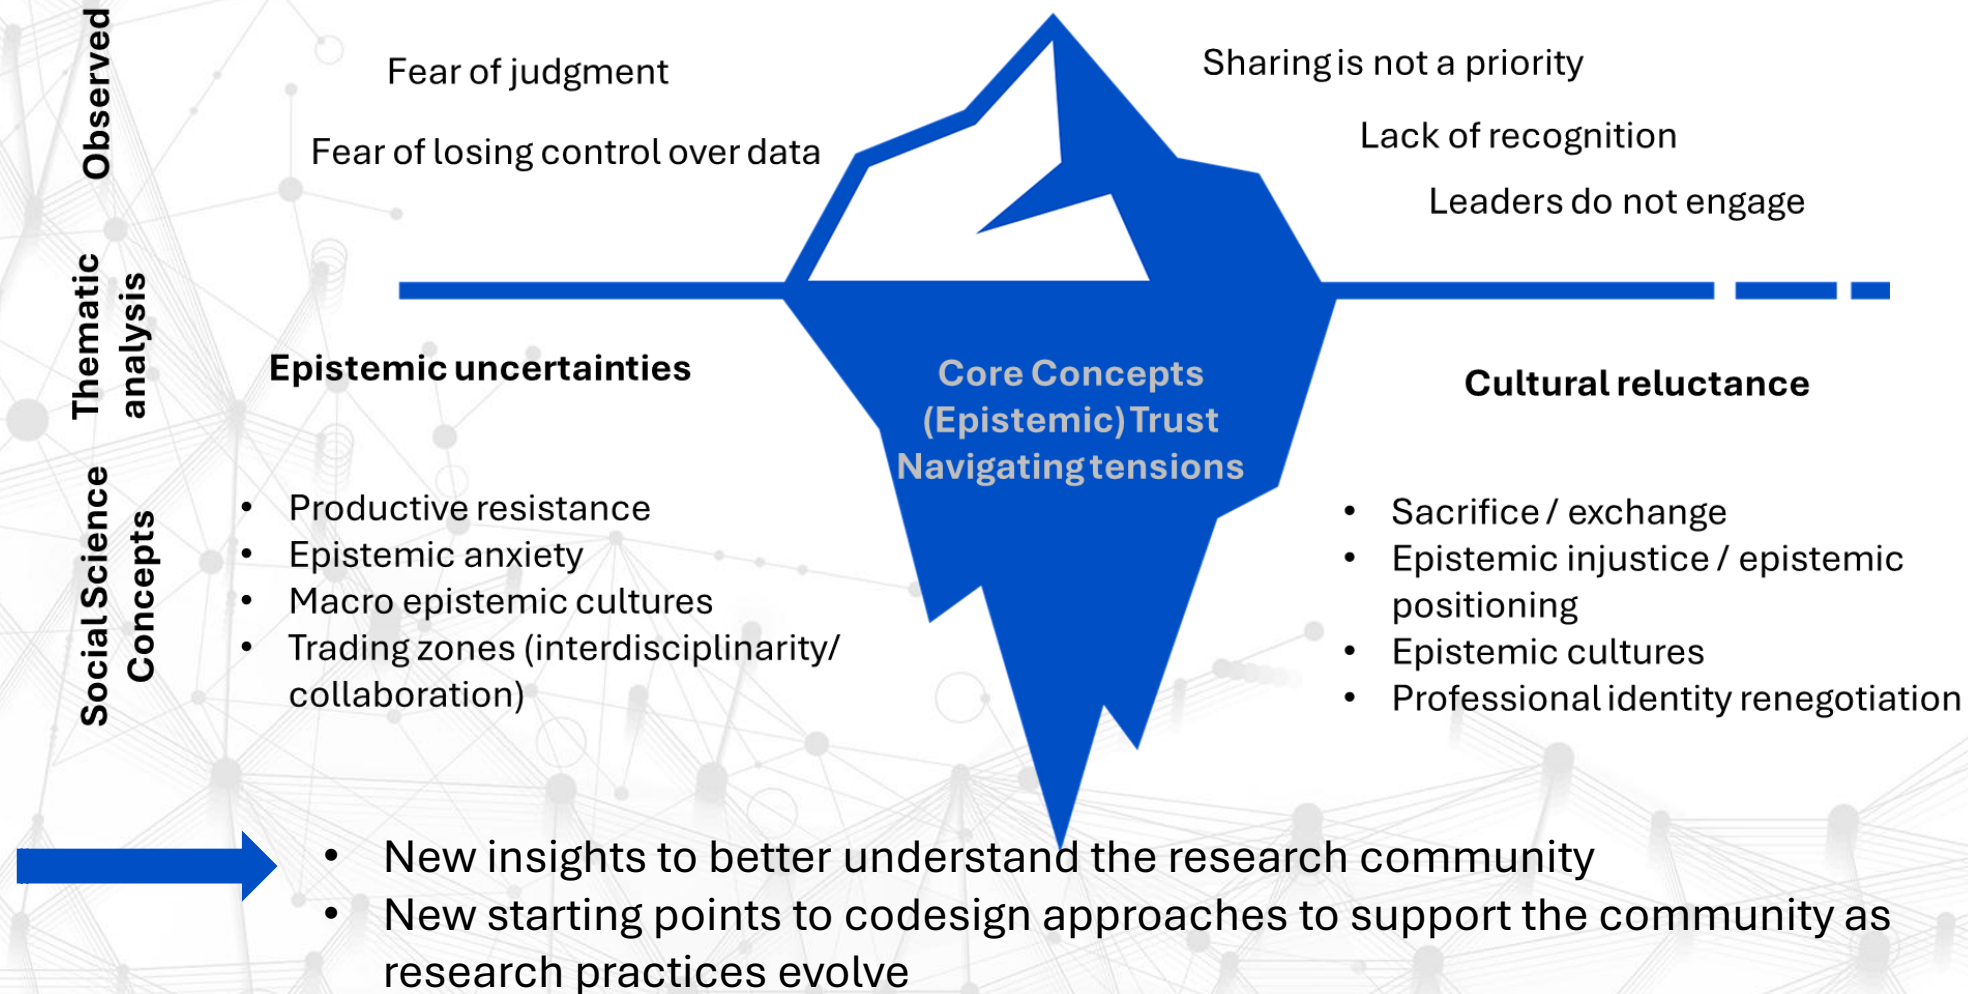 Observed
Fear of judgment
Fear of losing control over data
Sharing is not a priority
Lack of recognition
Leaders do not engage
Thematic
analysis
Epistemic uncertainties
Core Concepts
(Epistemic) Trust
Navigating tensions
Cultural reluctance
Social Science
Concepts
• Productive resistance
• Epistemic anxiety
• Macro epistemic cultures
• Trading zones (interdisciplinarity/
collaboration)
• Sacrifice / exchange
• Epistemic injustice / epistemic
positioning
• Epistemic cultures
• Professional identity renegotiation
• New insights to better understand the research community
• New starting points to codesign approaches to support the community as
research practices evolve